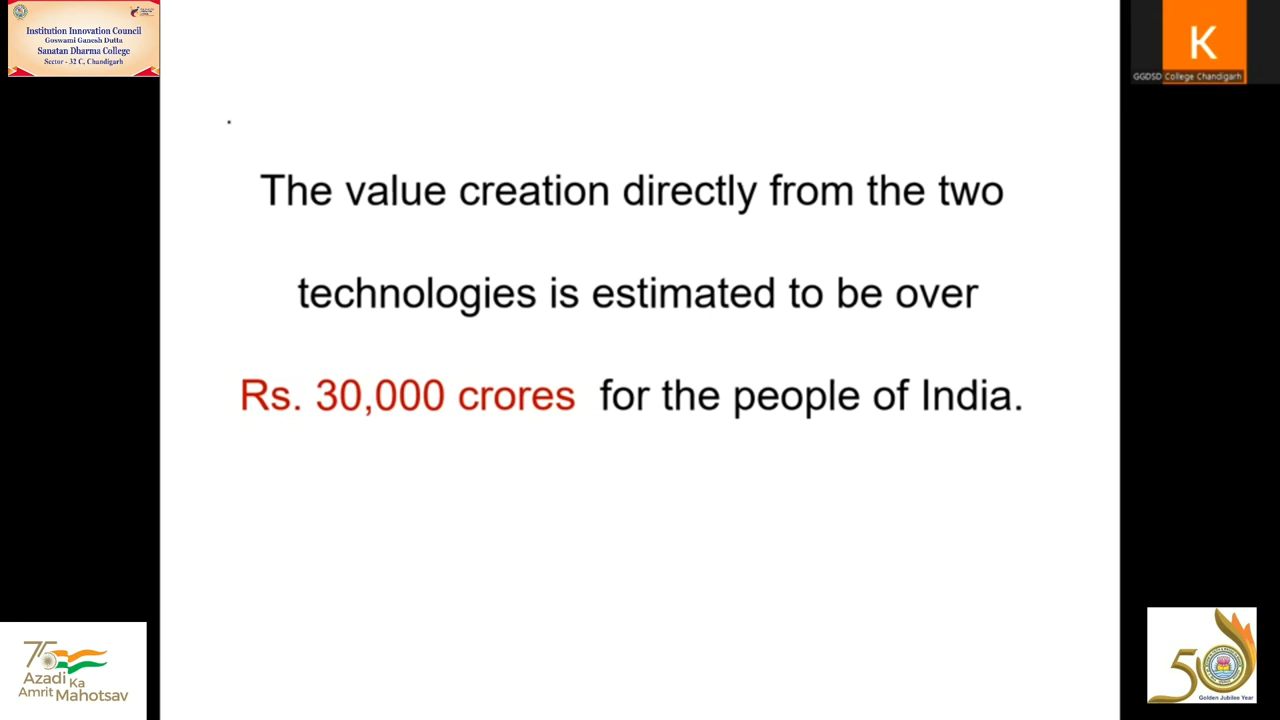 Institution Innovation Council
Goswami Ganesh Dutta
Sanatan Dharma College
Sector - 32 C, Chandigarh
K
GGDSD College Chandigarh
The value creation directly from the two
technologies is estimated to be over
Rs. 30,000 crores for the people of India.
75
Azadi Ka
Amrit Mahotsav
50
Golden Jubilee Year